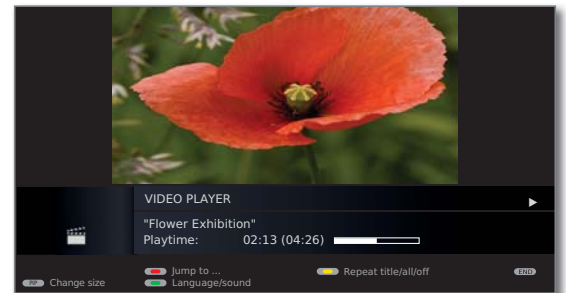 VIDEO PLAYER
"Flower Exhibition"
Playtime: 02:13 (04:26)
Jump to ...
Repeat title/all/off
END
PIP Change size
Language/sound